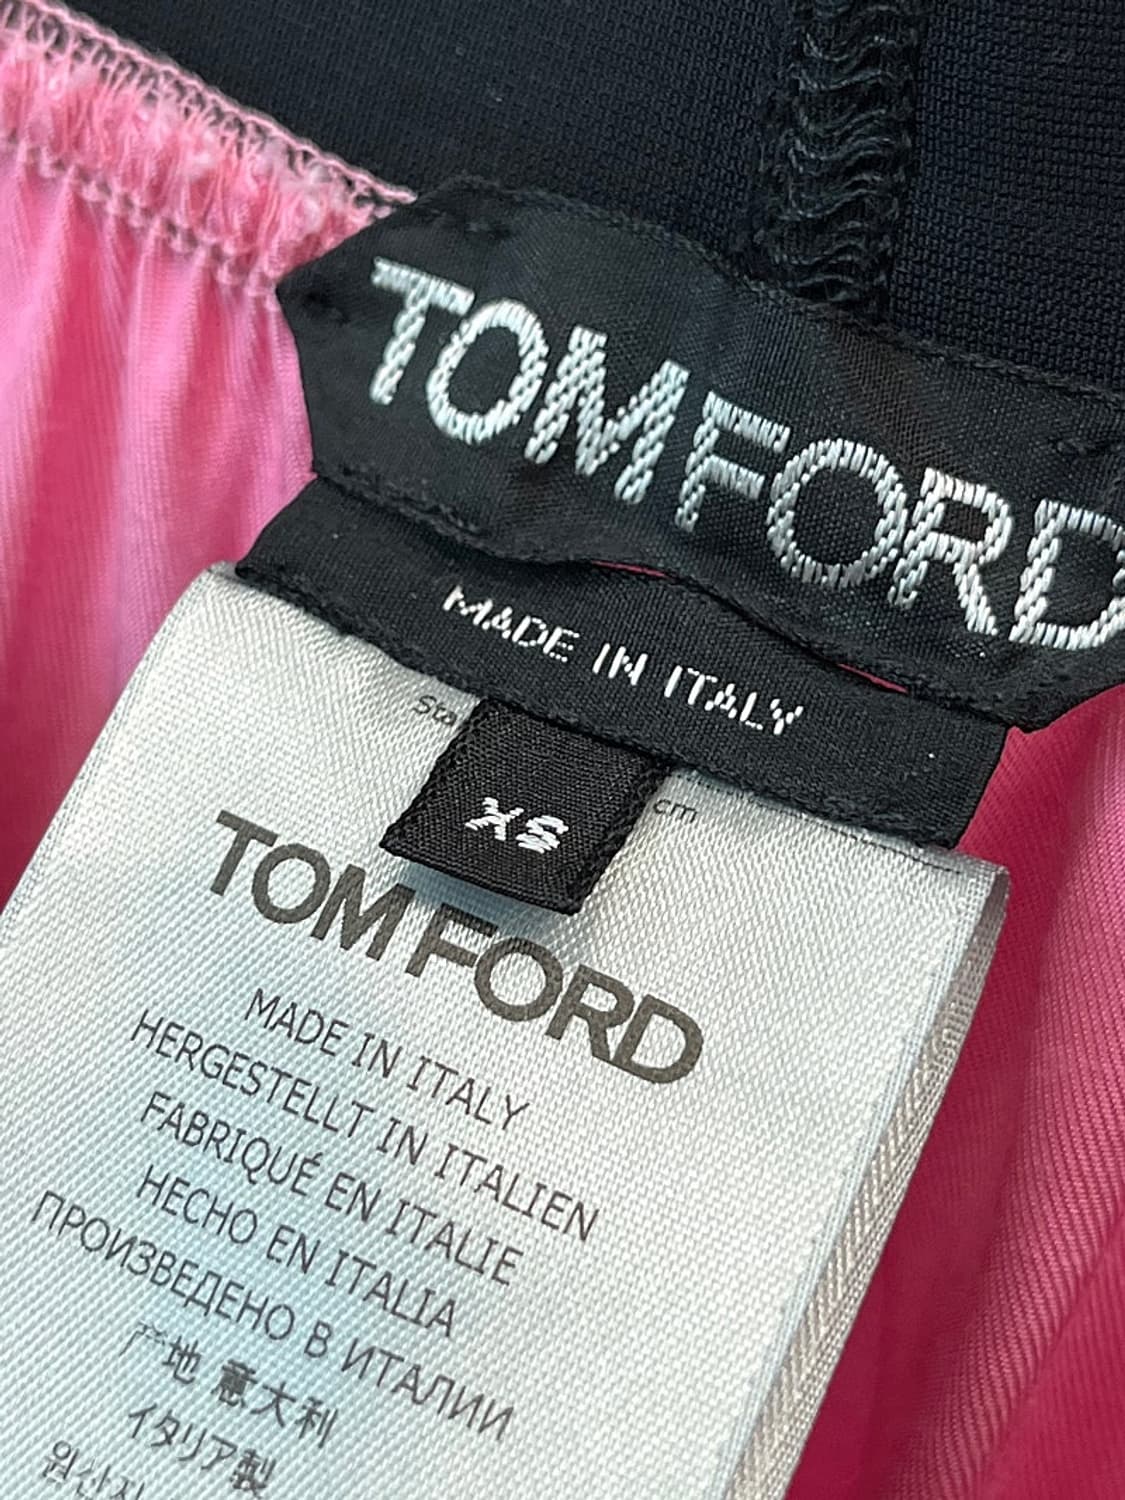 TOM FORD
MADE IN ITALY
XS
cm
TOM FORD
MADE IN ITALY
HERGESTELLT IN ITALIEN
FABRIQUÉ EN ITALIE
HECHO EN ITALIA
ПРОИЗВЕДЕНО В ИТАЛИИ
产地 意大利
イタリア製